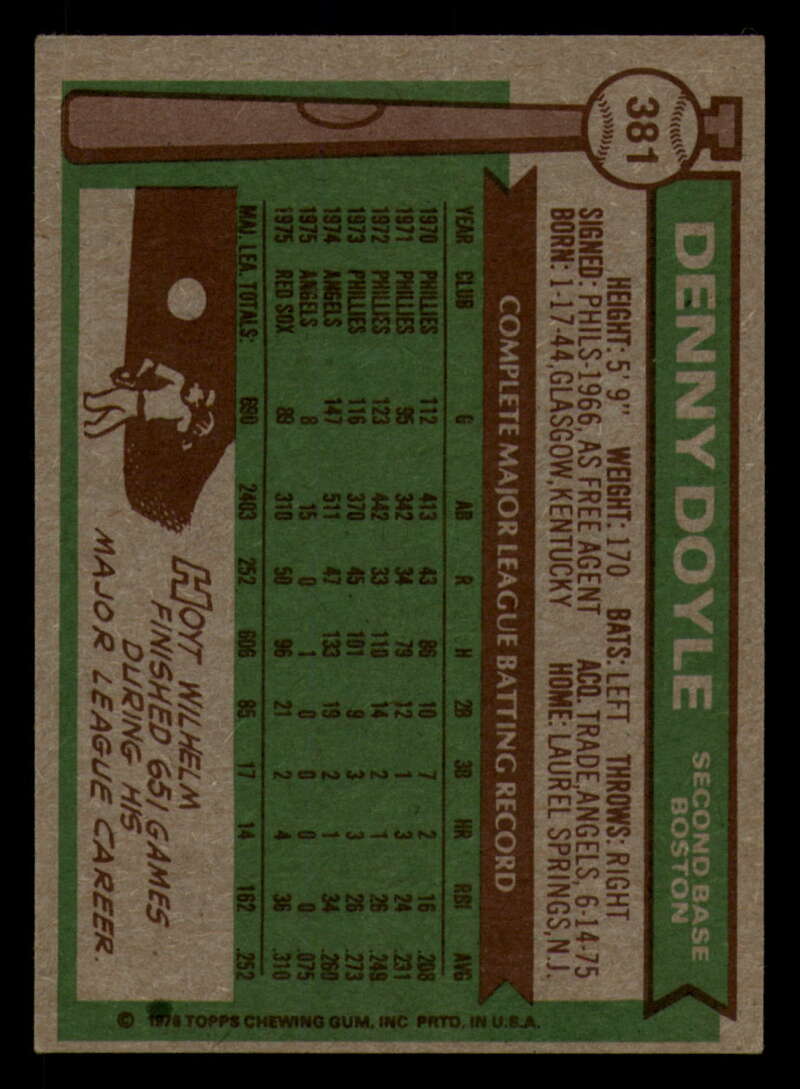 381
DENNY DOYLE
SECOND BASE
BOSTON
HEIGHT: 5' 9" WEIGHT: 170 BATS: LEFT THROWS: RIGHT
SIGNED: PHILS-1966, AS FREE AGENT ACQ. TRADE, ANGELS, 6-14-75
BORN: 1-17-44, GLASGOW, KENTUCKY HOME: LAUREL SPRINGS, N.J.
COMPLETE MAJOR LEAGUE BATTING RECORD
YEAR CLUB G AB R H 2B 3B HR RBI AVG
1970 PHILLIES 112 413 43 86 10 7 2 16 .208
1971 PHILLIES 95 342 34 79 12 1 3 24 .231
1972 PHILLIES 123 442 33 110 14 2 1 26 .249
1973 PHILLIES 116 370 45 101 9 3 3 26 .273
1974 ANGELS 147 511 47 133 19 2 1 34 .260
1975 ANGELS 8 15 0 1 0 0 0 0 .075
1975 RED SOX 89 310 50 96 21 2 4 36 .310
MAJ. LEA. TOTALS: 690 2403 252 606 85 17 14 162 .252
HOYT WILHELM
FINISHED 651 GAMES
DURING HIS
MAJOR LEAGUE CAREER.
© 1976 TOPPS CHEWING GUM, INC PRTD. IN U.S.A.